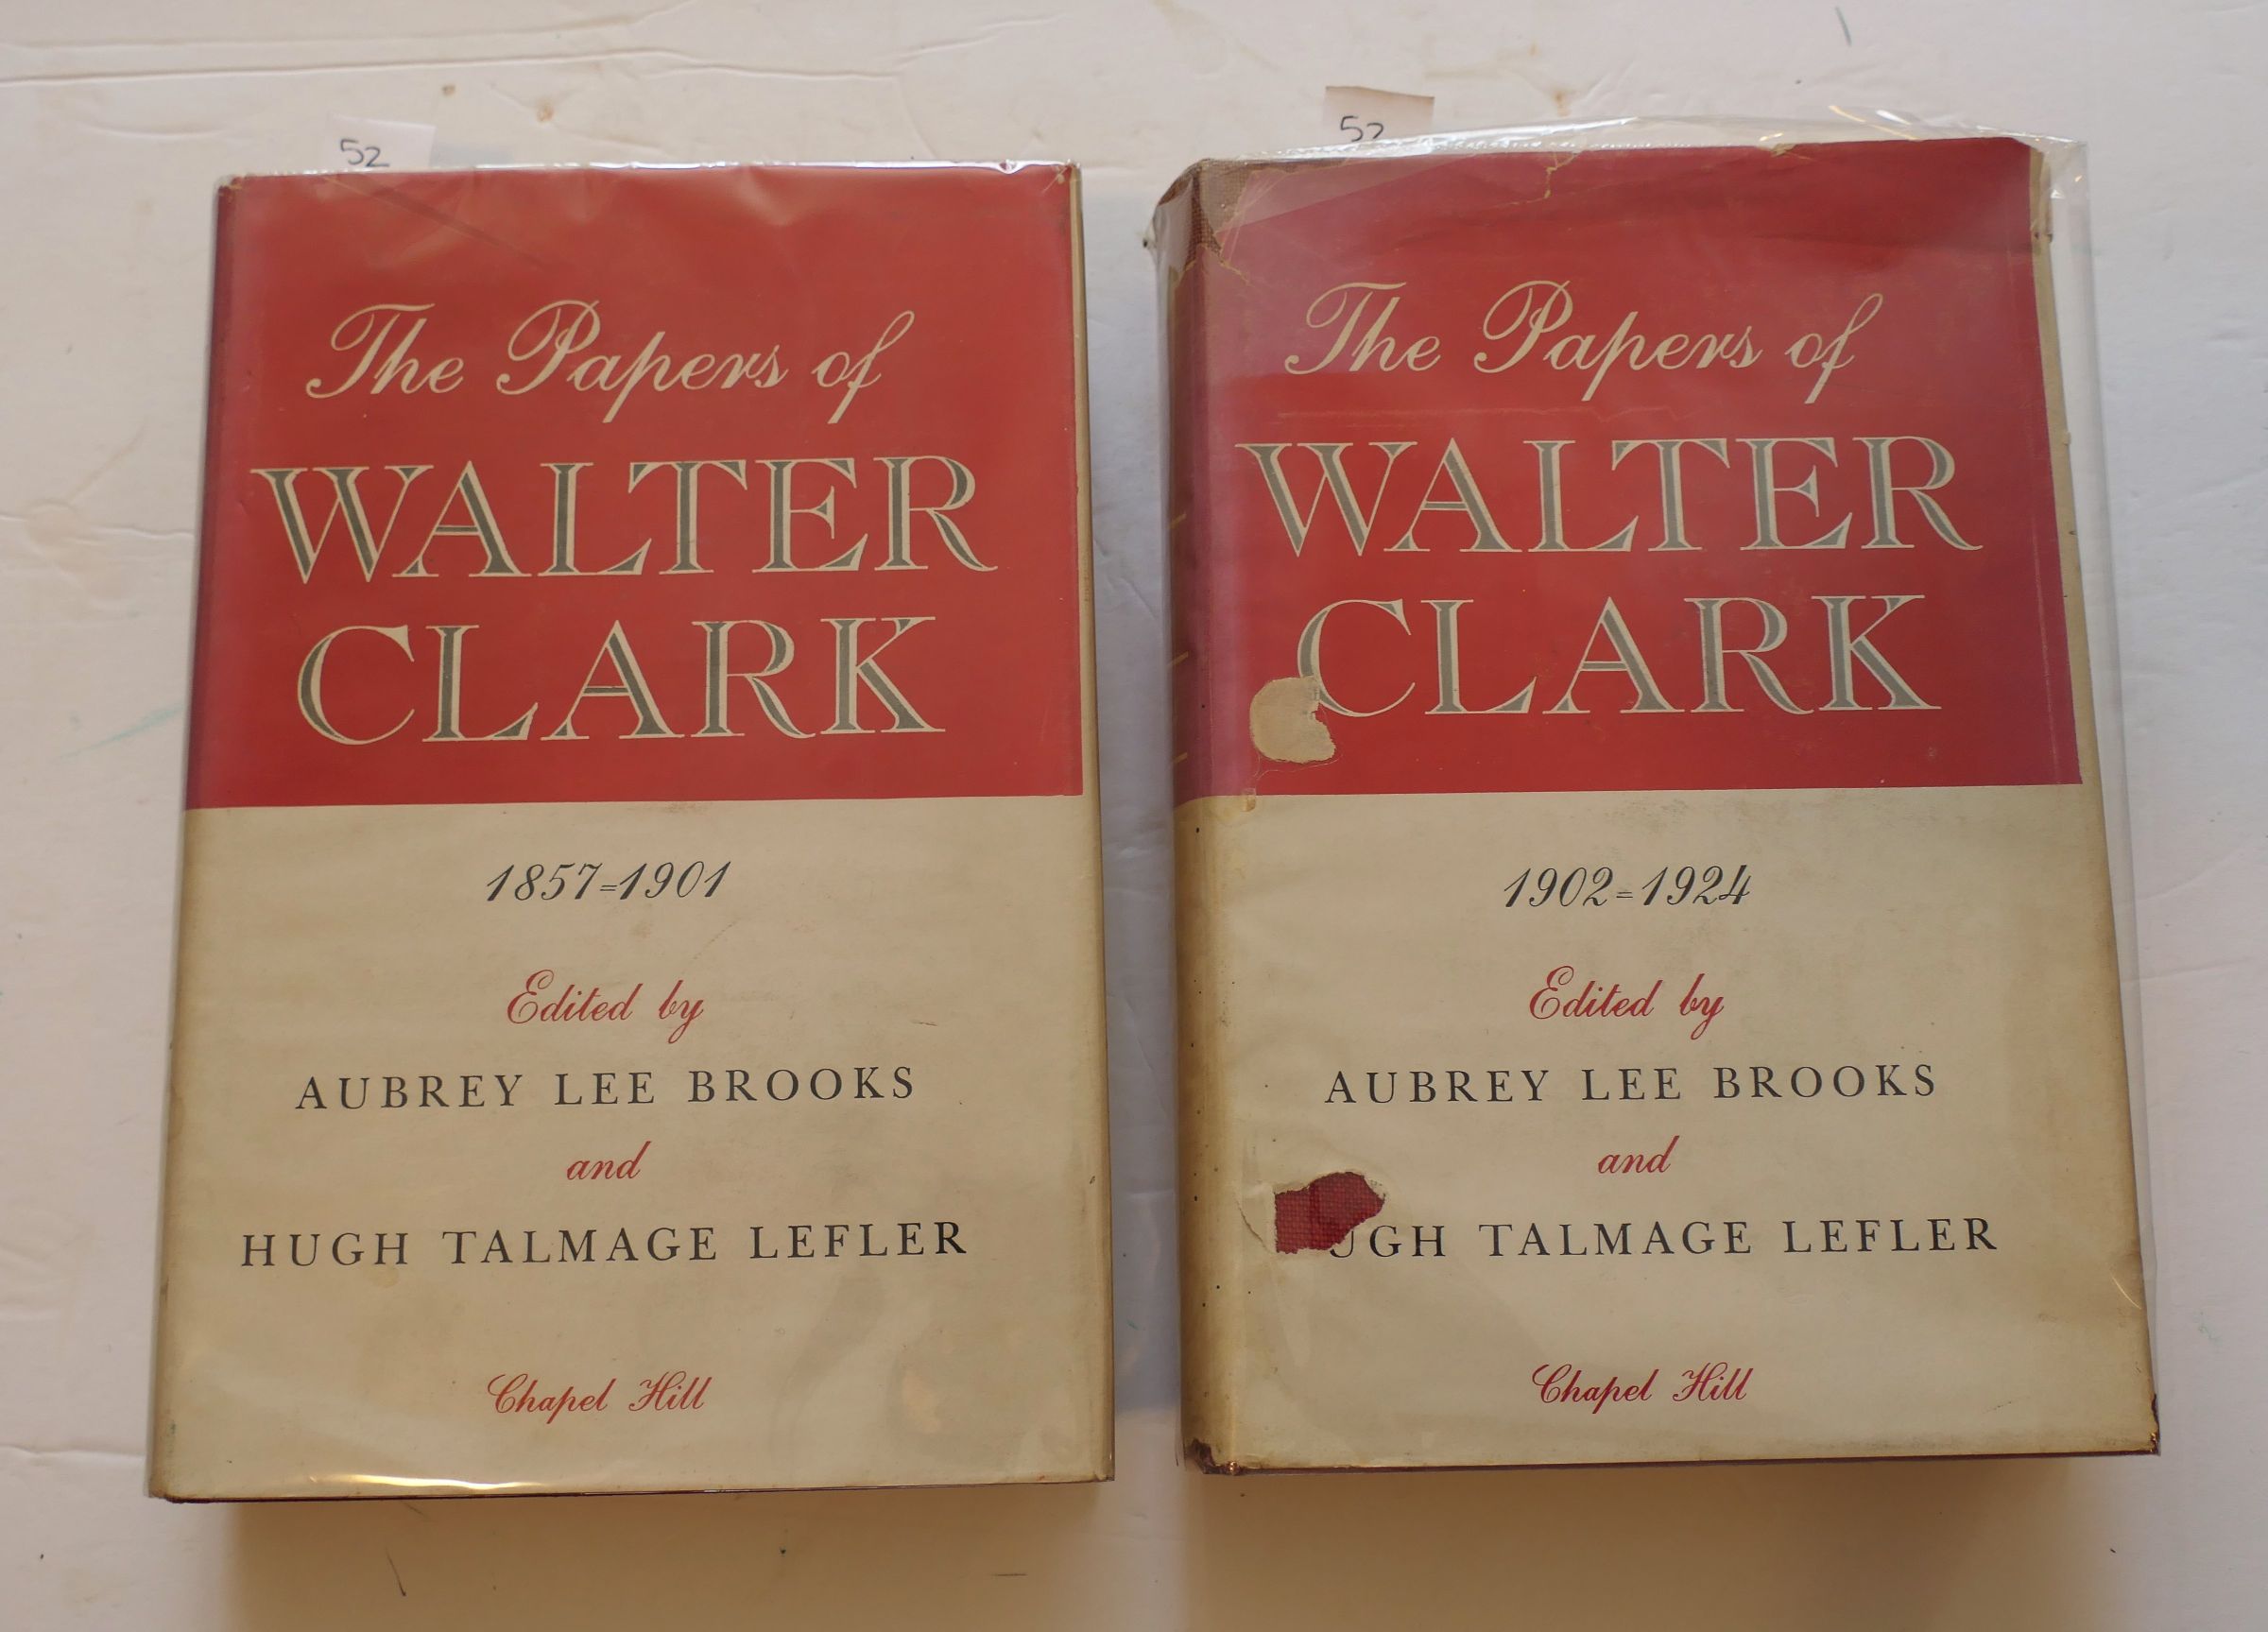 52
The Papers of
WALTER
CLARK
1857=1901
Edited by
AUBREY LEE BROOKS
and
HUGH TALMAGE LEFLER
Chapel Hill
52
The Papers of
WALTER
CLARK
1902=1924
Edited by
AUBREY LEE BROOKS
and
UGH TALMAGE LEFLER
Chapel Hill